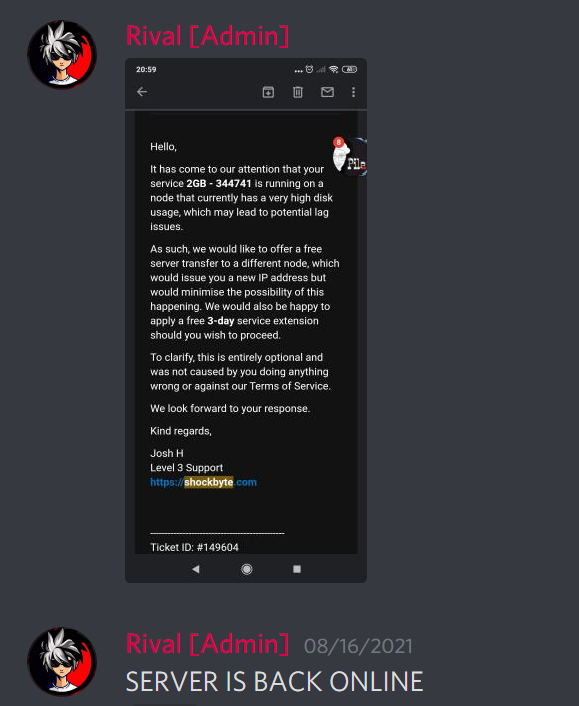 Rival [Admin]
20:59
Hello,
It has come to our attention that your
service 2GB - 344741 is running on a
node that currently has a very high disk
usage, which may lead to potential lag
issues.
As such, we would like to offer a free
server transfer to a different node, which
would issue you a new IP address but
would minimise the possibility of this
happening. We would also be happy to
apply a free 3-day service extension
should you wish to proceed.
To clarify, this is entirely optional and
was not caused by you doing anything
wrong or against our Terms of Service.
We look forward to your response.
Kind regards,
Josh H
Level 3 Support
https://shockbyte.com
---------------------------------------------
Ticket ID: #149604
Rival [Admin] 08/16/2021
SERVER IS BACK ONLINE